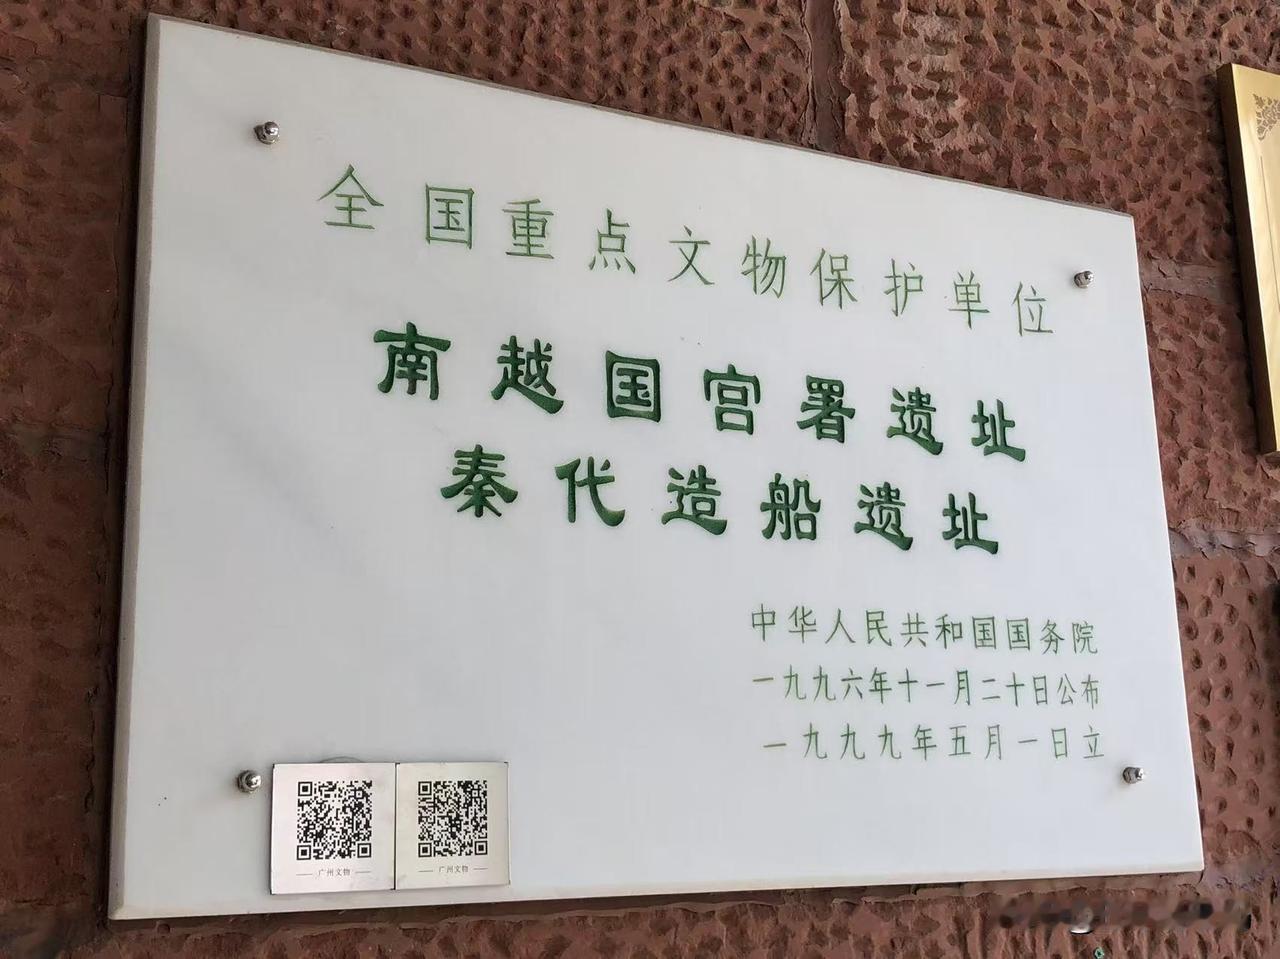 全国重点文物保护单位
南越国宫署遗址
秦代造船遗址
中华人民共和国国务院
一九九六年十一月二十日公布
一九九九年五月一日立
广州文物
广州文物